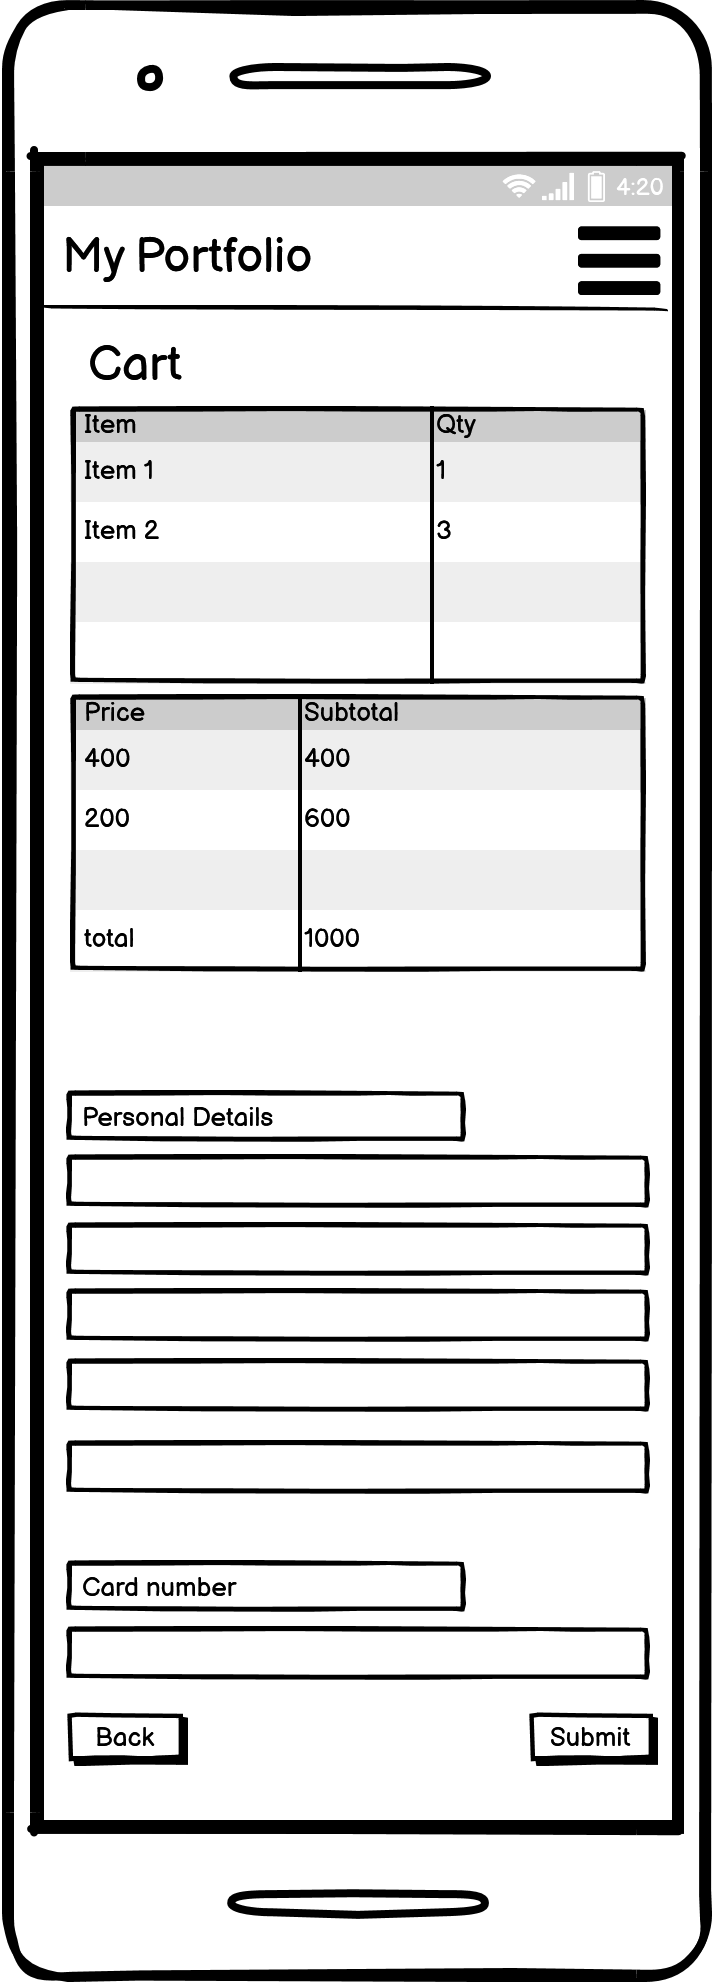 4:20
My Portfolio
Cart
Item Qty
Item 1 1
Item 2 3
Price Subtotal
400 400
200 600
total 1000
Personal Details
Card number
Back Submit